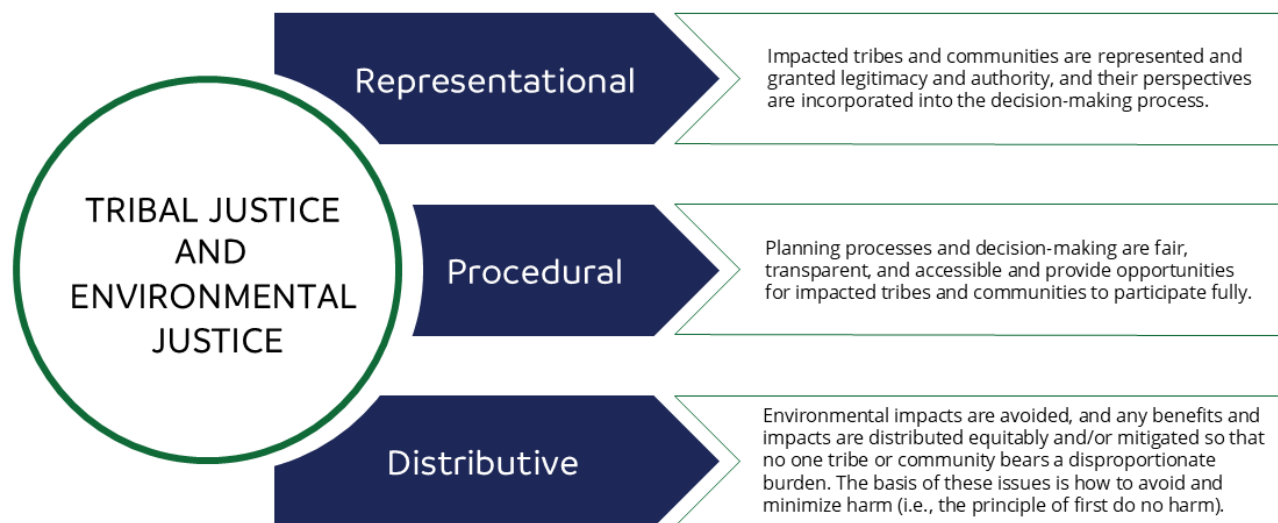 TRIBAL JUSTICE
AND
ENVIRONMENTAL
JUSTICE
Representational
Impacted tribes and communities are represented and
granted legitimacy and authority, and their perspectives
are incorporated into the decision-making process.
Procedural
Planning processes and decision-making are fair,
transparent, and accessible and provide opportunities
for impacted tribes and communities to participate fully.
Distributive
Environmental impacts are avoided, and any benefits and
impacts are distributed equitably and/or mitigated so that
no one tribe or community bears a disproportionate
burden. The basis of these issues is how to avoid and
minimize harm (i.e., the principle of first do no harm).